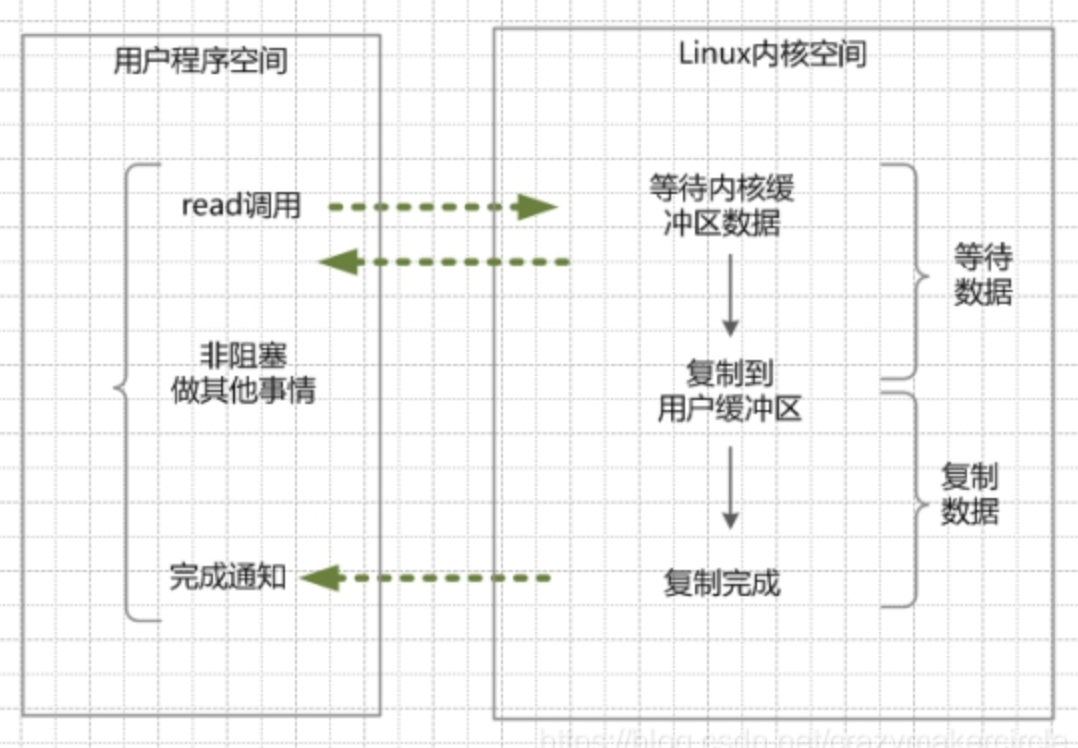 用户程序空间
Linux内核空间
read调用
等待内核缓
冲区数据
等待
数据
非阻塞
做其他事情
复制到
用户缓冲区
复制
数据
完成通知
复制完成
https://blog.csdn.net/crazymakercircle